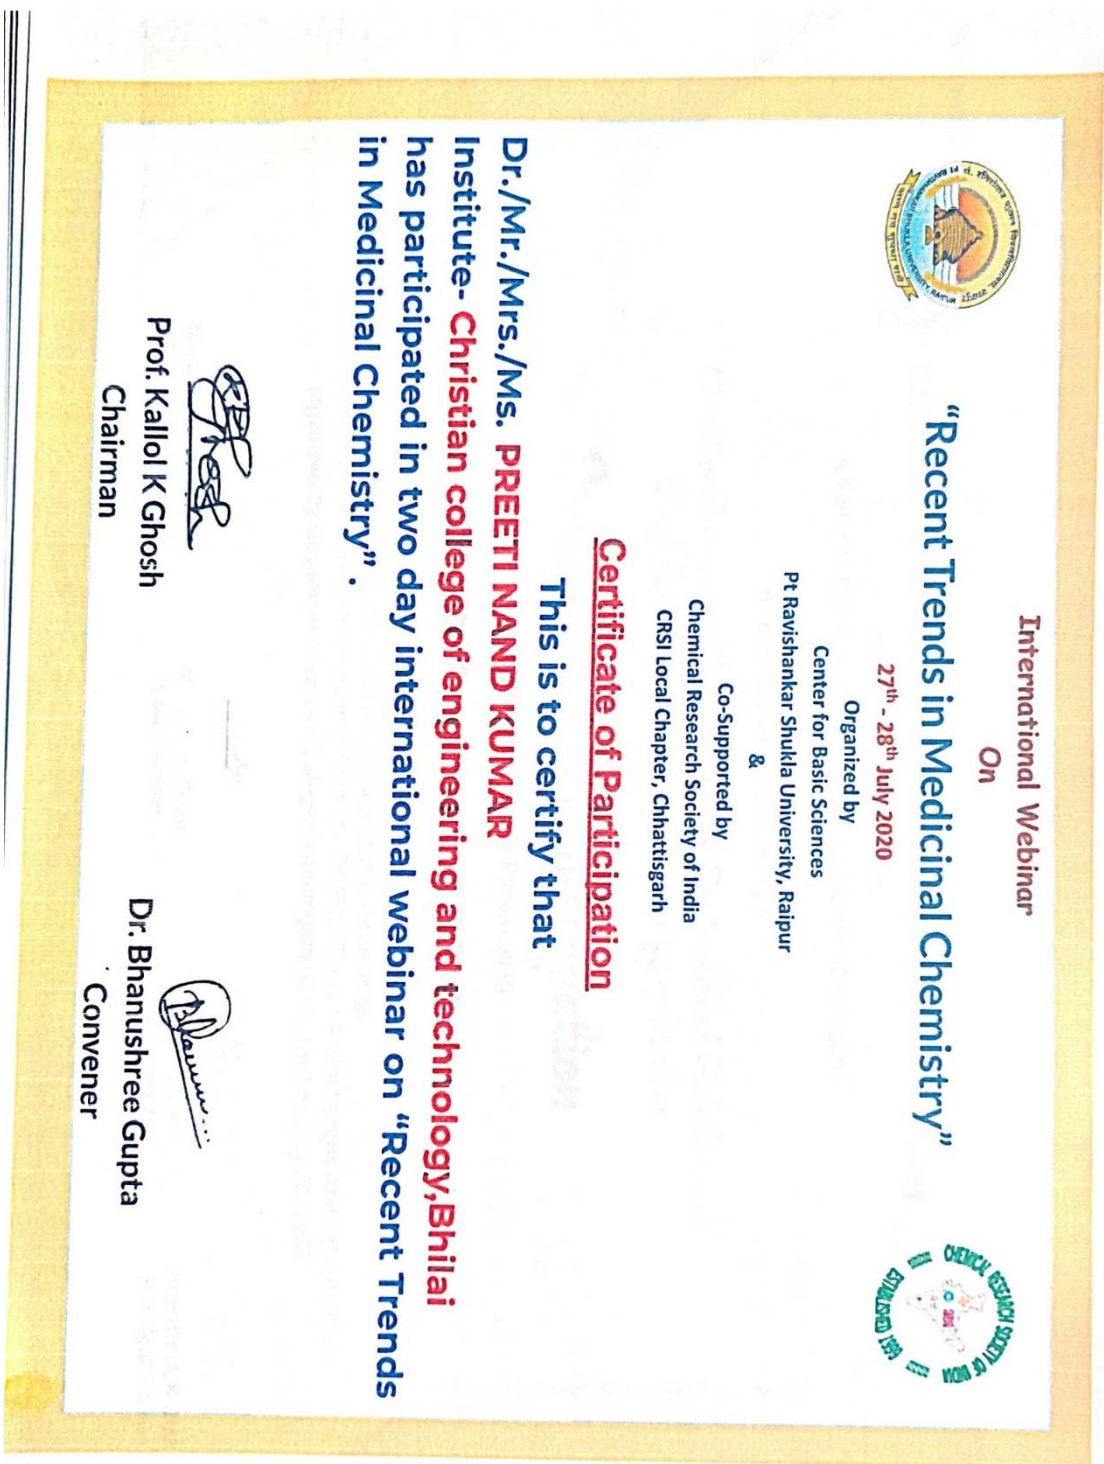 International Webinar
On
“Recent Trends in Medicinal Chemistry”
27th - 28th July 2020
Organized by
Center for Basic Sciences
Pt Ravishankar Shukla University, Raipur
&
Co-Supported by
Chemical Research Society of India
CRSI Local Chapter, Chhattisgarh
Certificate of Participation
This is to certify that
Dr./Mr./Mrs./Ms. PREETI NAND KUMAR
Institute- Christian college of engineering and technology,Bhilai
has participated in two day international webinar on “Recent Trends
in Medicinal Chemistry” .
Prof. Kallol K Ghosh
Chairman
Dr. Bhanushree Gupta
Convener
CHEMICAL RESEARCH SOCIETY OF INDIA
ESTABLISHED 1999